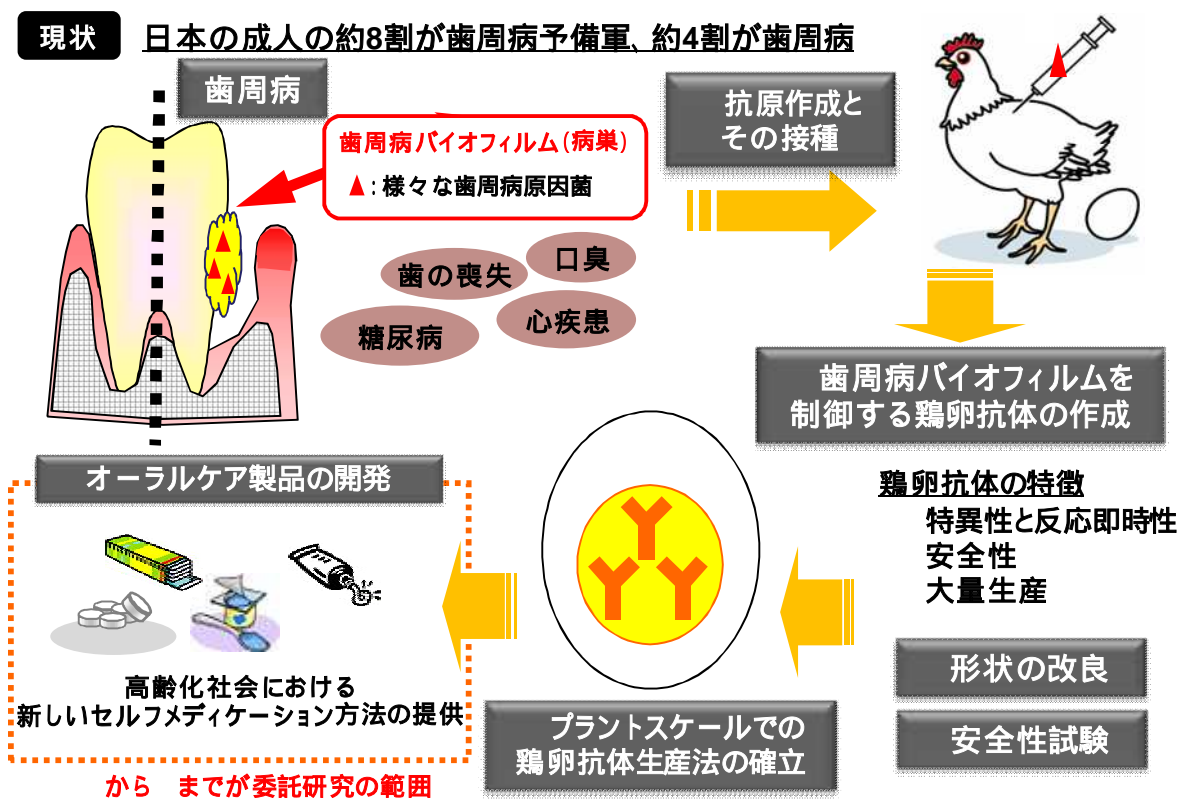 現状
日本の成人の約8割が歯周病予備軍、約4割が歯周病
歯周病
歯周病バイオフィルム(病巣)
▲:様々な歯周病原因菌
歯の喪失
口臭
糖尿病
心疾患
抗原作成と
その接種
歯周病バイオフィルムを
制御する鶏卵抗体の作成
鶏卵抗体の特徴
特異性と反応即時性
安全性
大量生産
形状の改良
安全性試験
プラントスケールでの
鶏卵抗体生産法の確立
オーラルケア製品の開発
高齢化社会における
新しいセルフメディケーション方法の提供
から　までが委託研究の範囲